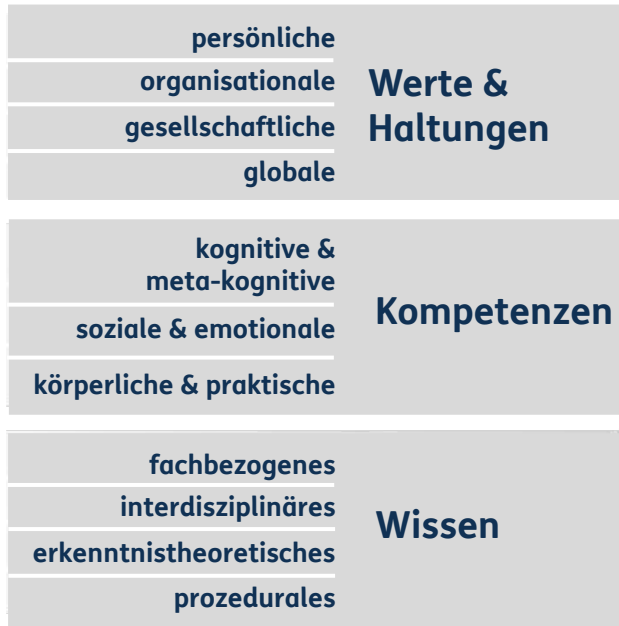 persönliche
organisationale
gesellschaftliche
globale
Werte &
Haltungen
kognitive &
meta-kognitive
soziale & emotionale
körperliche & praktische
Kompetenzen
fachbezogenes
interdisziplinäres
erkenntnistheoretisches
prozedurales
Wissen